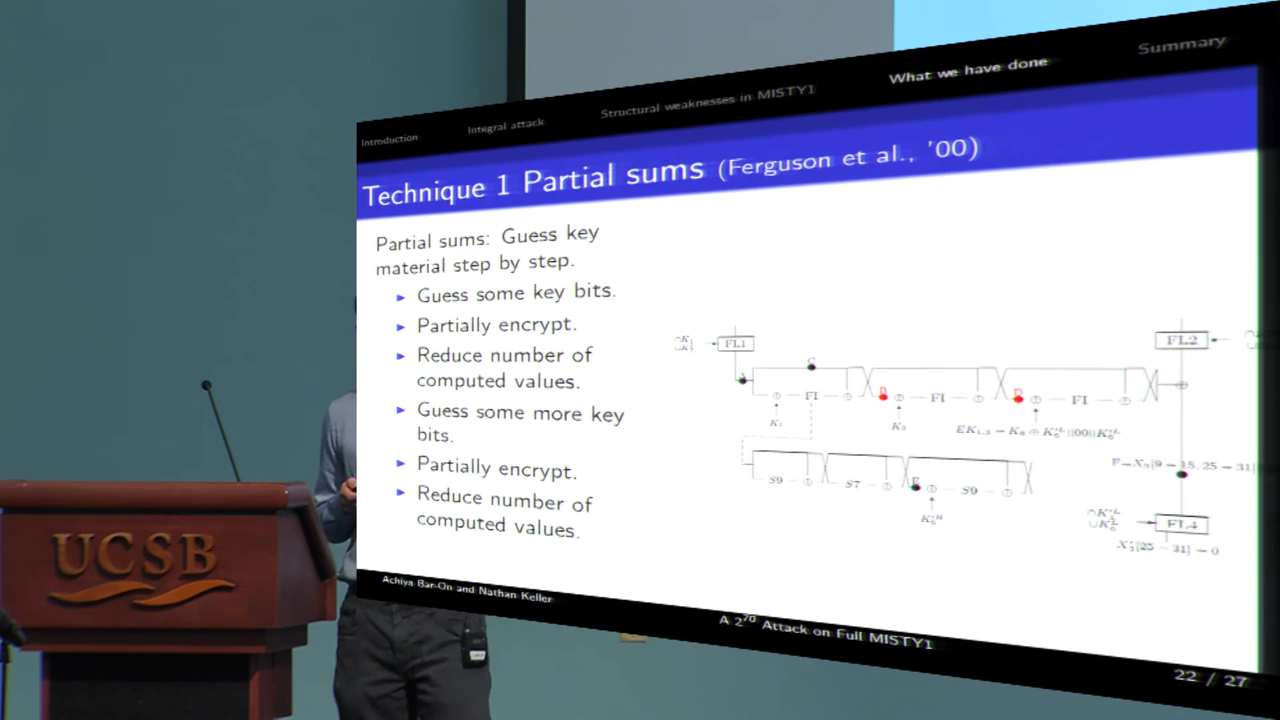 Introduction
Integral attack
Structural weaknesses in MISTY1
What we have done
Summary
Technique 1 Partial sums (Ferguson et al., '00)
Partial sums: Guess key
material step by step.
Guess some key bits.
Partially encrypt.
Reduce number of
computed values.
Guess some more key
bits.
Partially encrypt.
Reduce number of
computed values.
FL1
FL2
C
A
FI
B
FI
D
FI
S9
S7
E
S9
FL4
UCSB
Achiya Bar-On and Nathan Keller
A 2⁷⁰ Attack on Full MISTY1
22 / 27